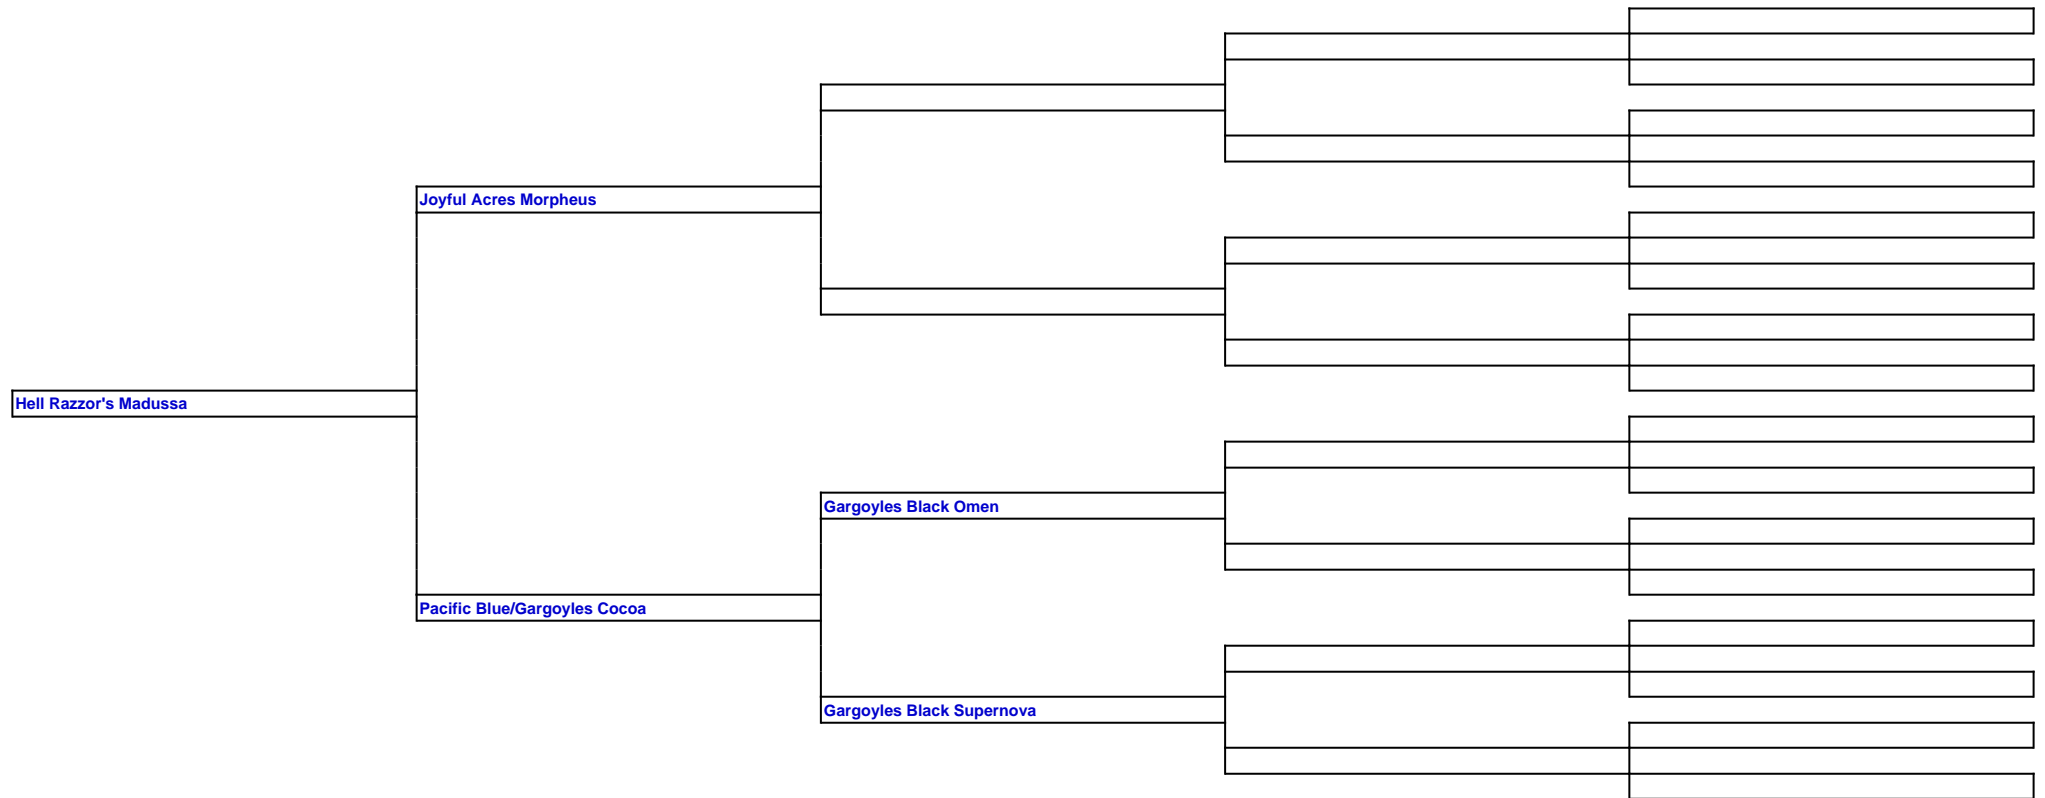 Joyful Acres Morpheus
Hell Razzor's Madussa
Gargoyles Black Omen
Pacific Blue/Gargoyles Cocoa
Gargoyles Black Supernova